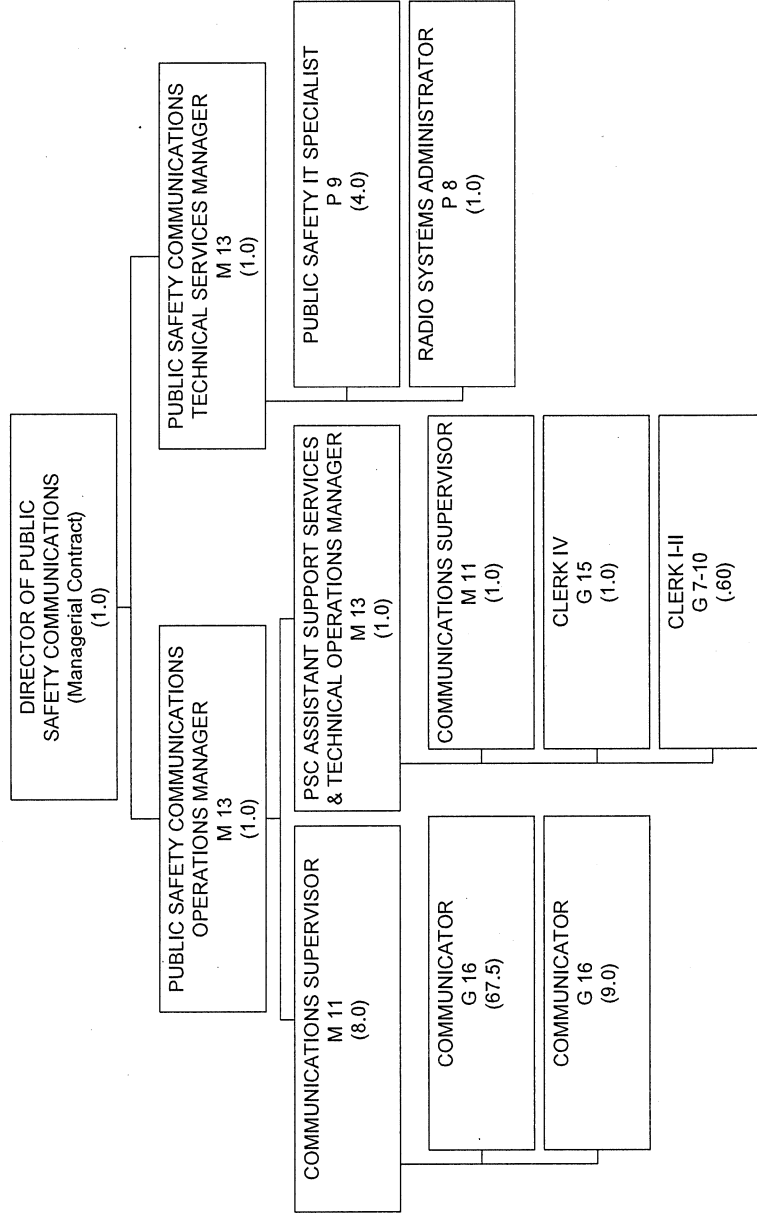 DIRECTOR OF PUBLIC
SAFETY COMMUNICATIONS
(Managerial Contract)
(1.0)
PUBLIC SAFETY COMMUNICATIONS
OPERATIONS MANAGER
M 13
(1.0)
PUBLIC SAFETY COMMUNICATIONS
TECHNICAL SERVICES MANAGER
M 13
(1.0)
COMMUNICATIONS SUPERVISOR
M 11
(8.0)
COMMUNICATOR
G 16
(67.5)
COMMUNICATOR
G 16
(9.0)
PSC ASSISTANT SUPPORT SERVICES
& TECHNICAL OPERATIONS MANAGER
M 13
(1.0)
COMMUNICATIONS SUPERVISOR
M 11
(1.0)
CLERK IV
G 15
(1.0)
CLERK I-II
G 7-10
(.60)
PUBLIC SAFETY IT SPECIALIST
P 9
(4.0)
RADIO SYSTEMS ADMINISTRATOR
P 8
(1.0)